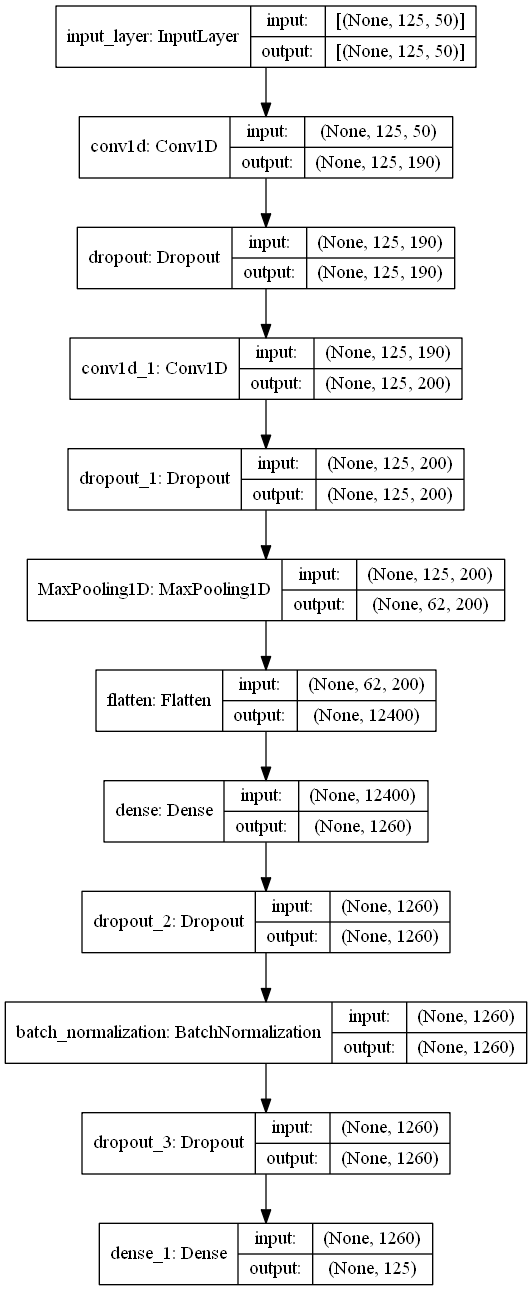 input_layer: InputLayer
input: [(None, 125, 50)]
output: [(None, 125, 50)]
conv1d: Conv1D
input: (None, 125, 50)
output: (None, 125, 190)
dropout: Dropout
input: (None, 125, 190)
output: (None, 125, 190)
conv1d_1: Conv1D
input: (None, 125, 190)
output: (None, 125, 200)
dropout_1: Dropout
input: (None, 125, 200)
output: (None, 125, 200)
MaxPooling1D: MaxPooling1D
input: (None, 125, 200)
output: (None, 62, 200)
flatten: Flatten
input: (None, 62, 200)
output: (None, 12400)
dense: Dense
input: (None, 12400)
output: (None, 1260)
dropout_2: Dropout
input: (None, 1260)
output: (None, 1260)
batch_normalization: BatchNormalization
input: (None, 1260)
output: (None, 1260)
dropout_3: Dropout
input: (None, 1260)
output: (None, 1260)
dense_1: Dense
input: (None, 1260)
output: (None, 125)